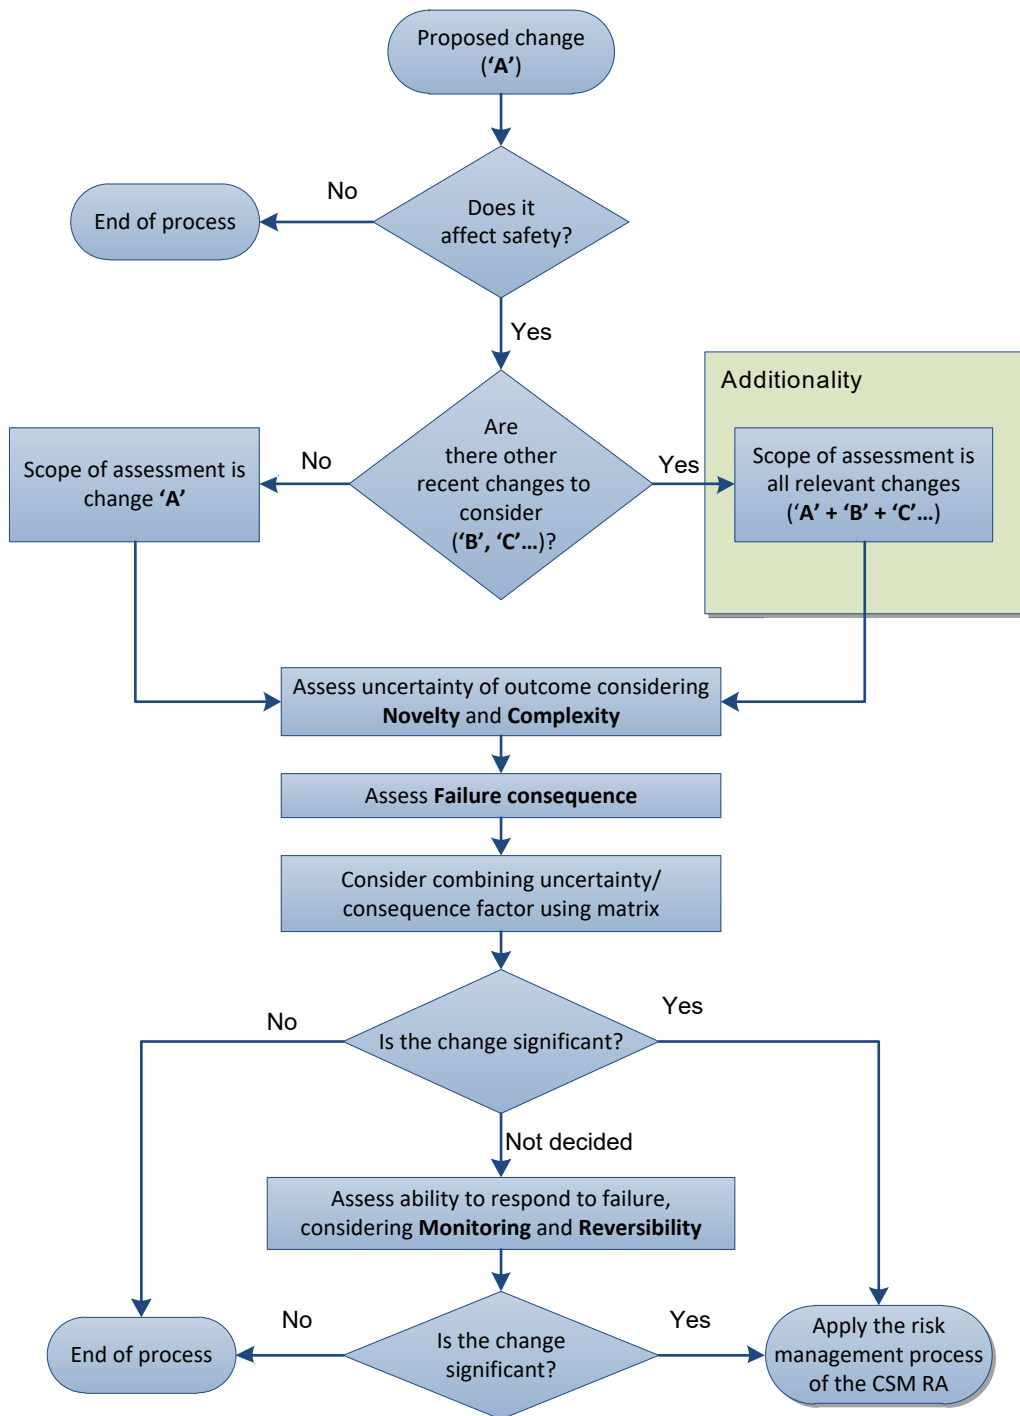 Proposed change
(‘A’)
No
Does it
affect safety?
End of process
Yes
Additionality
Are
there other
recent changes to
consider
(‘B’, ‘C’…)?
No
Yes
Scope of assessment is
change ‘A’
Scope of assessment is
all relevant changes
(‘A’ + ‘B’ + ‘C’…)
Assess uncertainty of outcome considering
Novelty and Complexity
Assess Failure consequence
Consider combining uncertainty/
consequence factor using matrix
No
Yes
Is the change significant?
Not decided
Assess ability to respond to failure,
considering Monitoring and Reversibility
No
Yes
End of process
Is the change
significant?
Apply the risk
management process
of the CSM RA